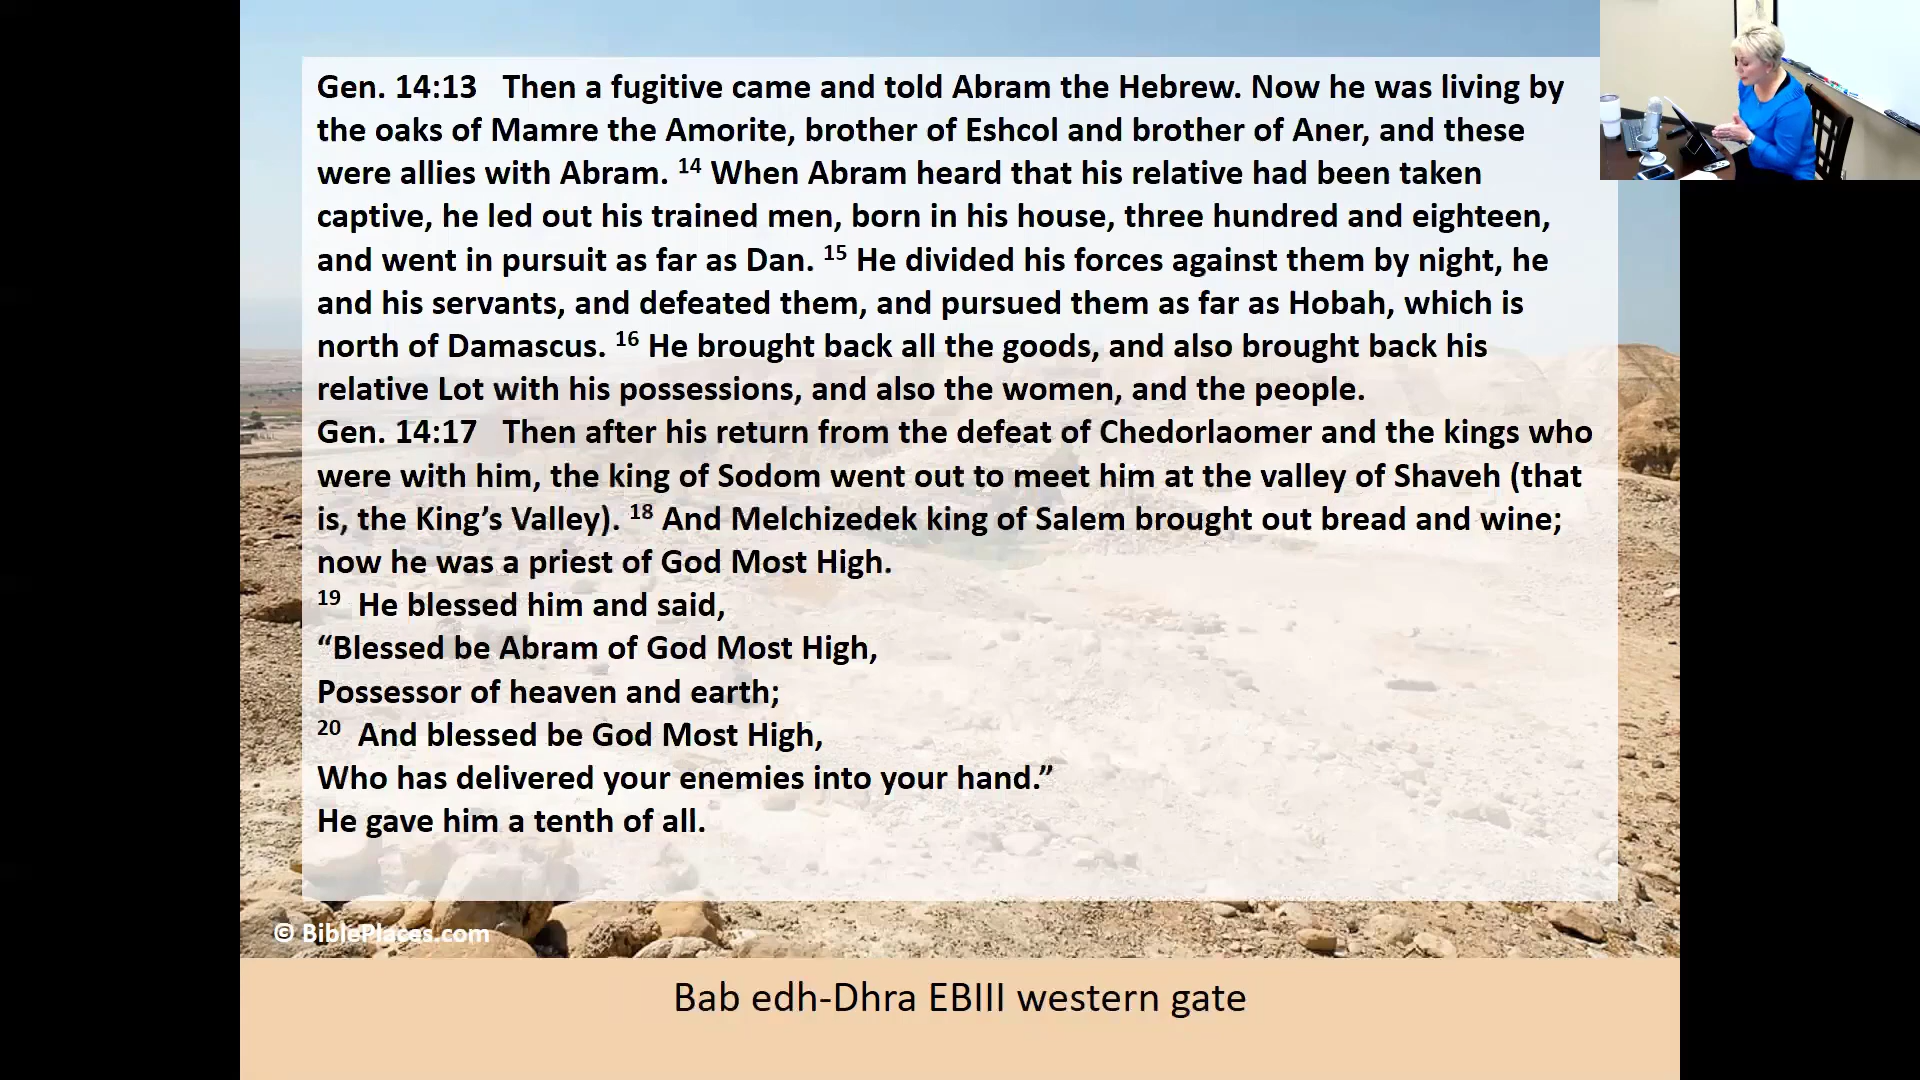 Gen. 14:13   Then a fugitive came and told Abram the Hebrew. Now he was living by
the oaks of Mamre the Amorite, brother of Eshcol and brother of Aner, and these
were allies with Abram. 14 When Abram heard that his relative had been taken
captive, he led out his trained men, born in his house, three hundred and eighteen,
and went in pursuit as far as Dan. 15 He divided his forces against them by night, he
and his servants, and defeated them, and pursued them as far as Hobah, which is
north of Damascus. 16 He brought back all the goods, and also brought back his
relative Lot with his possessions, and also the women, and the people.
Gen. 14:17   Then after his return from the defeat of Chedorlaomer and the kings who
were with him, the king of Sodom went out to meet him at the valley of Shaveh (that
is, the King’s Valley). 18 And Melchizedek king of Salem brought out bread and wine;
now he was a priest of God Most High.
19  He blessed him and said,
“Blessed be Abram of God Most High,
Possessor of heaven and earth;
20  And blessed be God Most High,
Who has delivered your enemies into your hand.”
He gave him a tenth of all.
© BiblePlaces.com
Bab edh-Dhra EBIII western gate